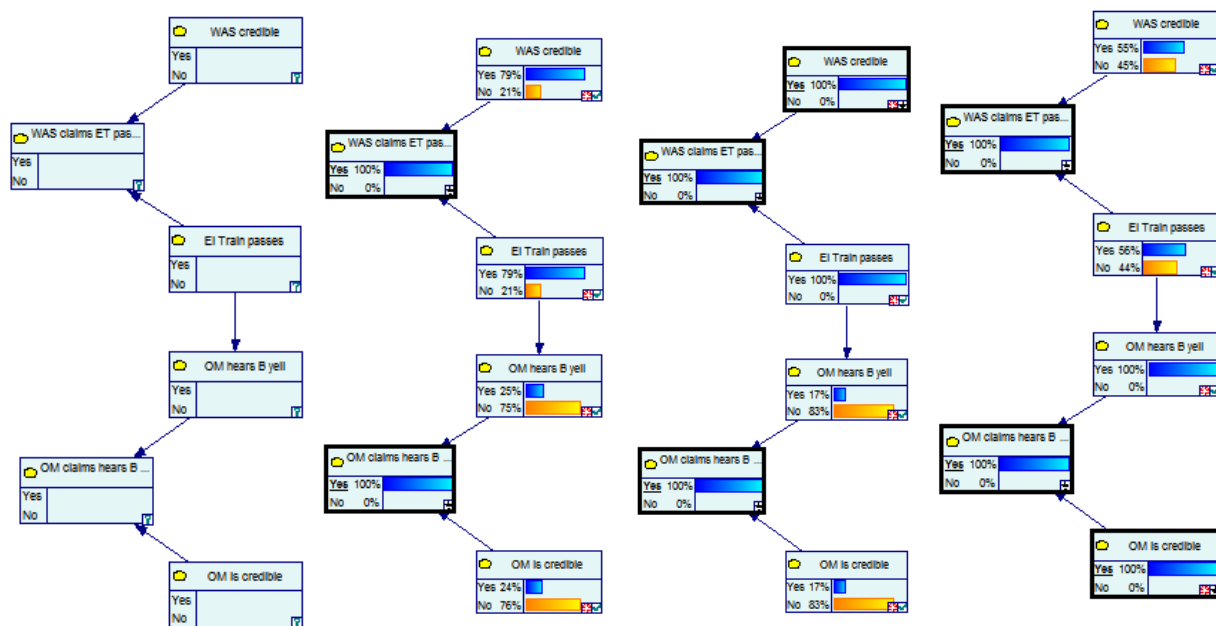 WAS credible
Yes
No
WAS claims ET pas...
Yes
No
EI Train passes
Yes
No
OM hears B yell
Yes
No
OM claims hears B ...
Yes
No
OM is credible
Yes
No
WAS credible
Yes 79%
No 21%
WAS claims ET pas...
Yes 100%
No 0%
EI Train passes
Yes 79%
No 21%
OM hears B yell
Yes 25%
No 75%
OM claims hears B ...
Yes 100%
No 0%
OM is credible
Yes 24%
No 76%
WAS credible
Yes 100%
No 0%
WAS claims ET pas...
Yes 100%
No 0%
EI Train passes
Yes 100%
No 0%
OM hears B yell
Yes 17%
No 83%
OM claims hears B ...
Yes 100%
No 0%
OM is credible
Yes 17%
No 83%
WAS credible
Yes 55%
No 45%
WAS claims ET pas...
Yes 100%
No 0%
EI Train passes
Yes 56%
No 44%
OM hears B yell
Yes 100%
No 0%
OM claims hears B ...
Yes 100%
No 0%
OM is credible
Yes 100%
No 0%